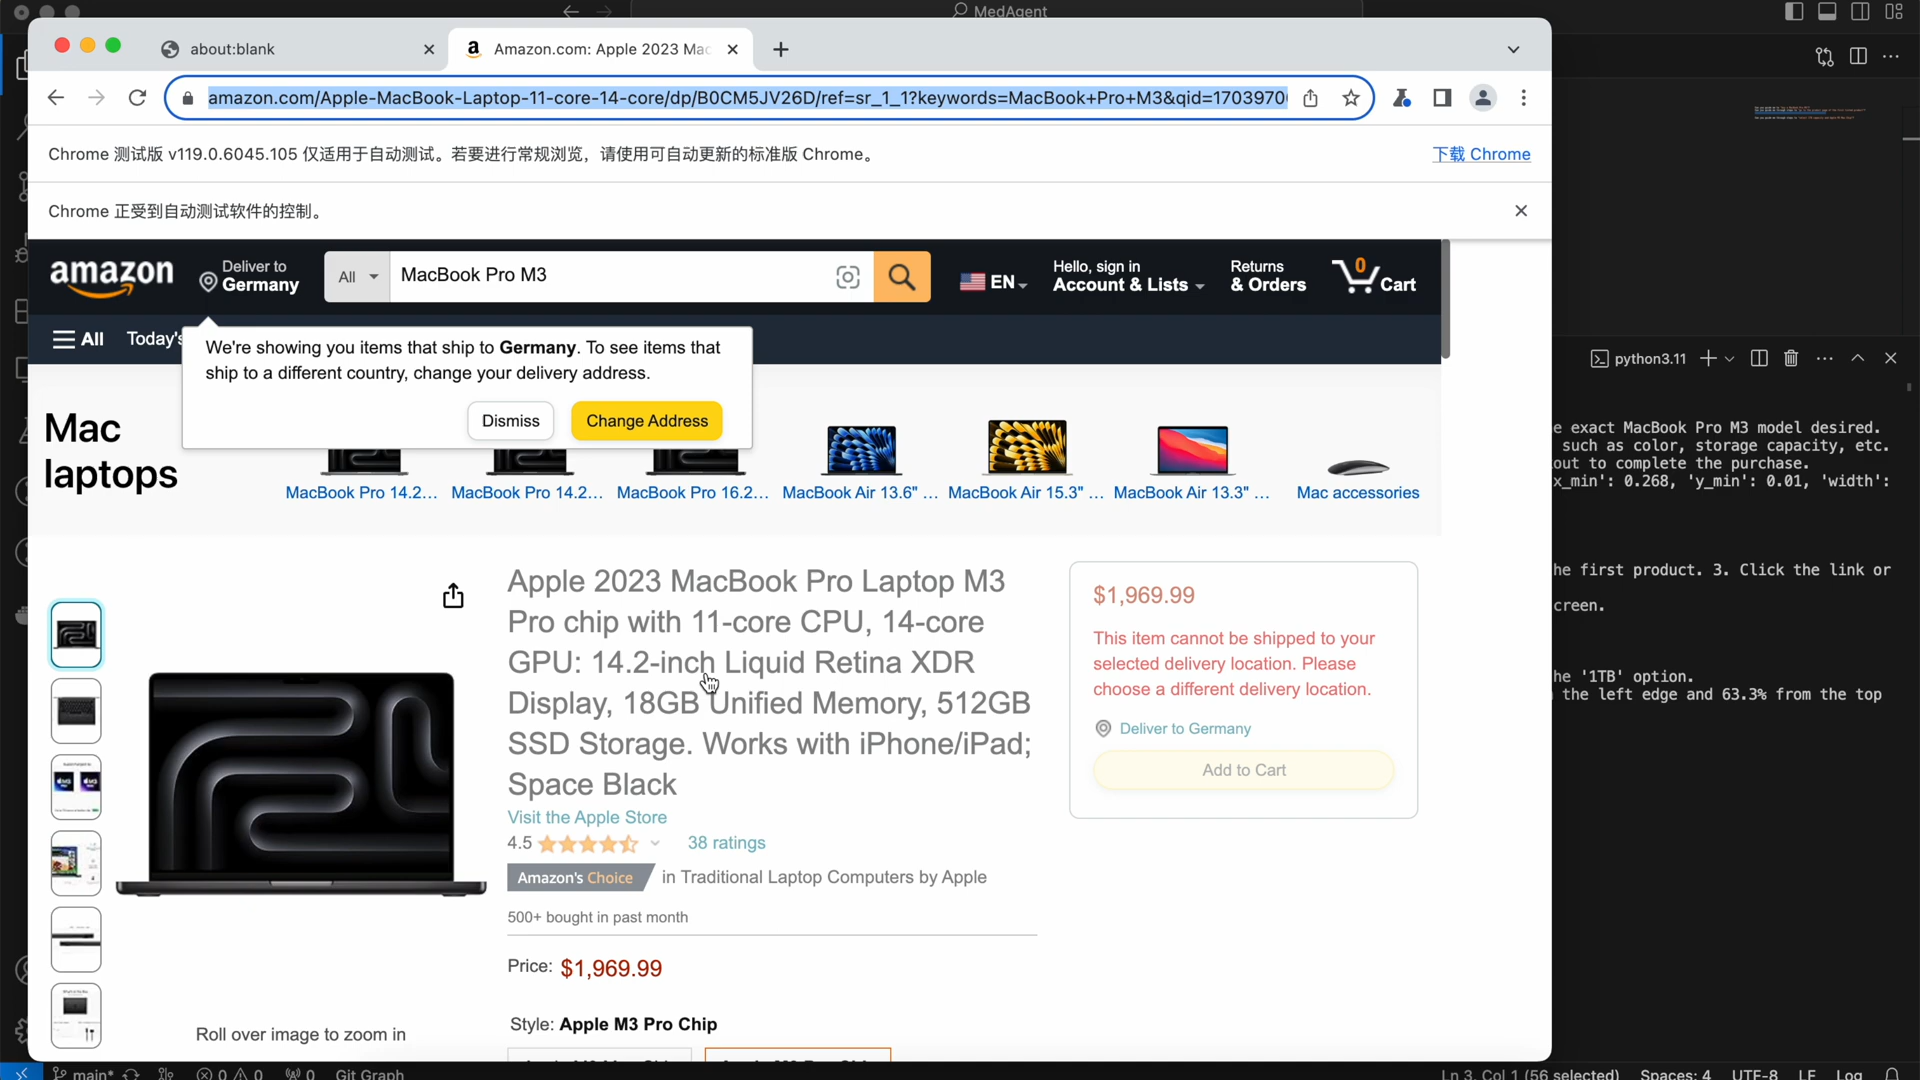 MedAgent
about:blank
Amazon.com: Apple 2023 Mac
amazon.com/Apple-MacBook-Laptop-11-core-14-core/dp/B0CM5JV26D/ref=sr_1_1?keywords=MacBook+Pro+M3&qid=1703970
Chrome 测试版 v119.0.6045.105 仅适用于自动测试。若要进行常规浏览，请使用可自动更新的标准版 Chrome。
下载 Chrome
Chrome 正受到自动测试软件的控制。
amazon
Deliver to
Germany
All
MacBook Pro M3
EN
Hello, sign in
Account & Lists
Returns
& Orders
0
Cart
All
Today's
We're showing you items that ship to Germany. To see items that
ship to a different country, change your delivery address.
Dismiss
Change Address
Mac
laptops
MacBook Pro 14.2...
MacBook Pro 14.2...
MacBook Pro 16.2...
MacBook Air 13.6" ...
MacBook Air 15.3" ...
MacBook Air 13.3" ...
Mac accessories
Apple 2023 MacBook Pro Laptop M3
Pro chip with 11-core CPU, 14-core
GPU: 14.2-inch Liquid Retina XDR
Display, 18GB Unified Memory, 512GB
SSD Storage. Works with iPhone/iPad;
Space Black
Visit the Apple Store
4.5
38 ratings
Amazon's Choice
in Traditional Laptop Computers by Apple
500+ bought in past month
Price: $1,969.99
Style: Apple M3 Pro Chip
Roll over image to zoom in
$1,969.99
This item cannot be shipped to your
selected delivery location. Please
choose a different delivery location.
Deliver to Germany
Add to Cart
python3.11
e exact MacBook Pro M3 model desired.
such as color, storage capacity, etc.
out to complete the purchase.
x_min': 0.268, 'y_min': 0.01, 'width':
he first product. 3. Click the link or
creen.
he '1TB' option.
the left edge and 63.3% from the top
main*
0
0
0
Git Graph
Ln 3, Col 1 (56 selected)
Spaces: 4
UTF-8
LF
Log